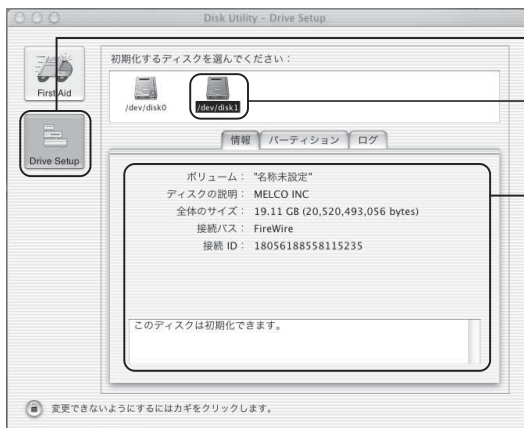 Disk Utility – Drive Setup
First Aid
Drive Setup
初期化するディスクを選んでください：
/dev/disk0
/dev/disk1
情報
パーティション
ログ
ボリューム： "名称未設定"
ディスクの説明： MELCO INC
全体のサイズ： 19.11 GB (20,520,493,056 bytes)
接続バス： FireWire
接続 ID： 18056188558115235
このディスクは初期化できます。
変更できないようにするにはカギをクリックします。